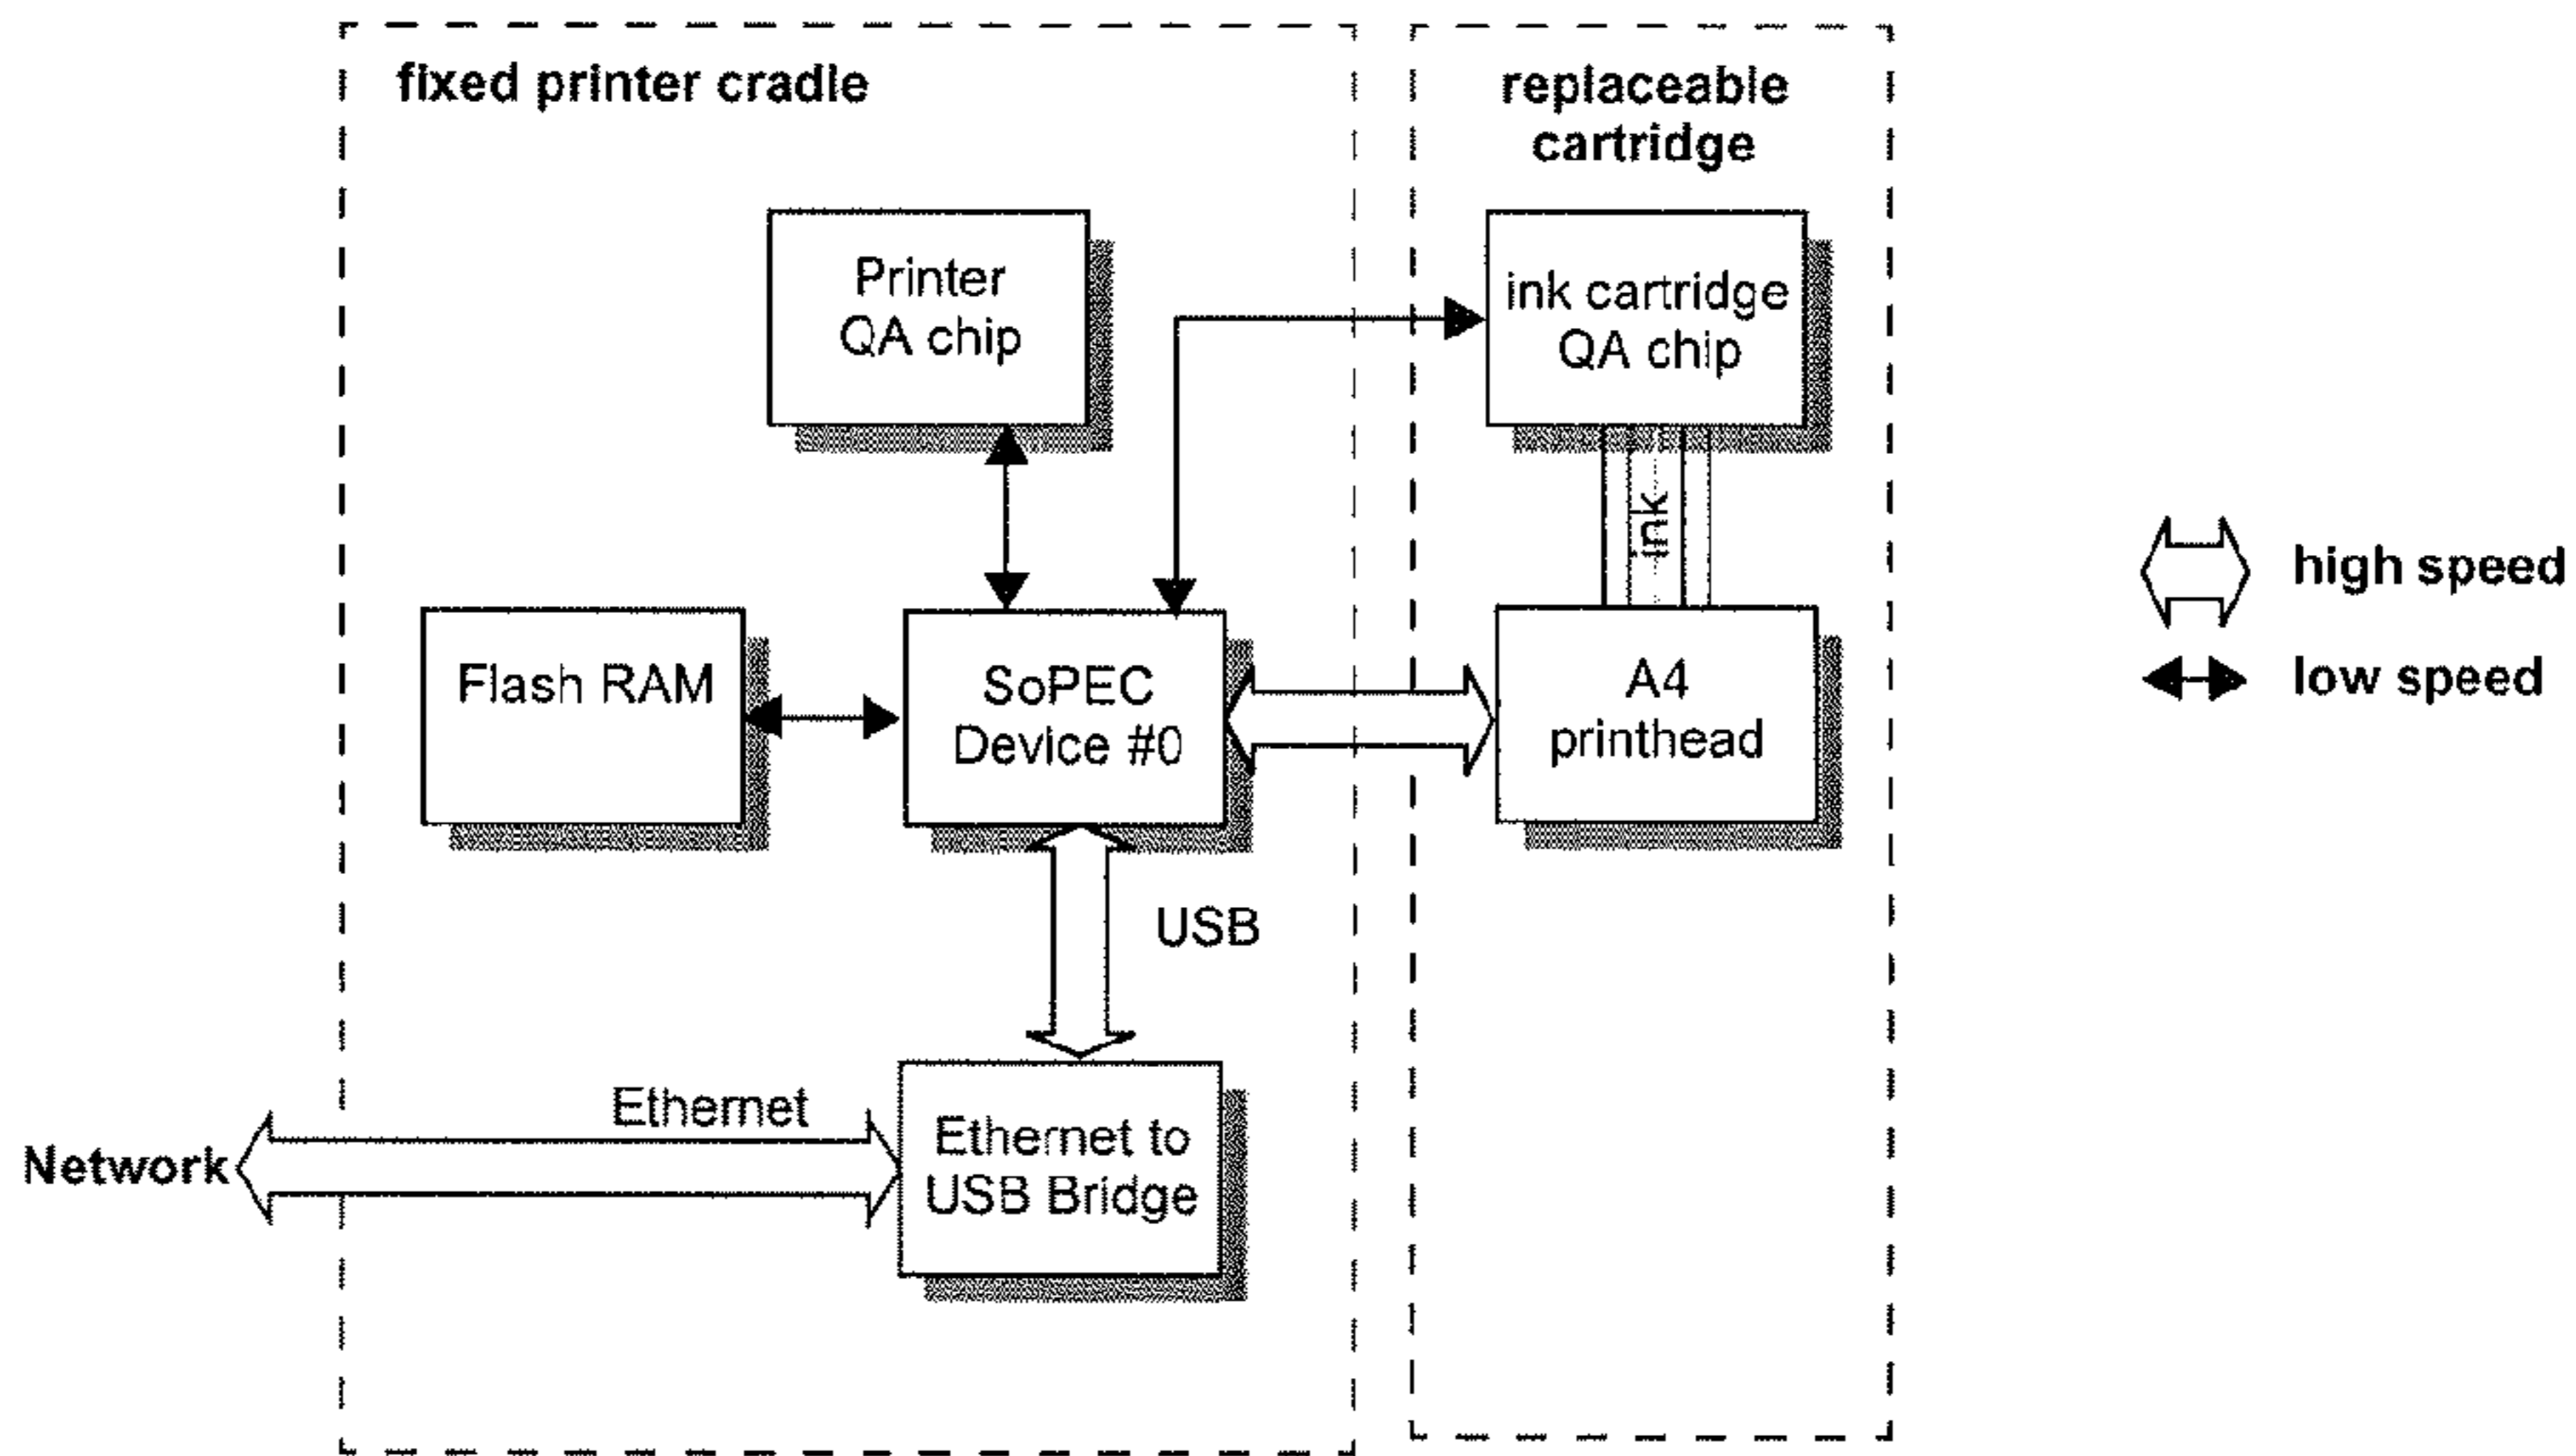 fixed printer cradle
replaceable
cartridge
Printer
QA chip
ink cartridge
QA chip
ink
high speed
low speed
Flash RAM
SoPEC
Device #0
A4
printhead
USB
Ethernet
Network
Ethernet to
USB Bridge